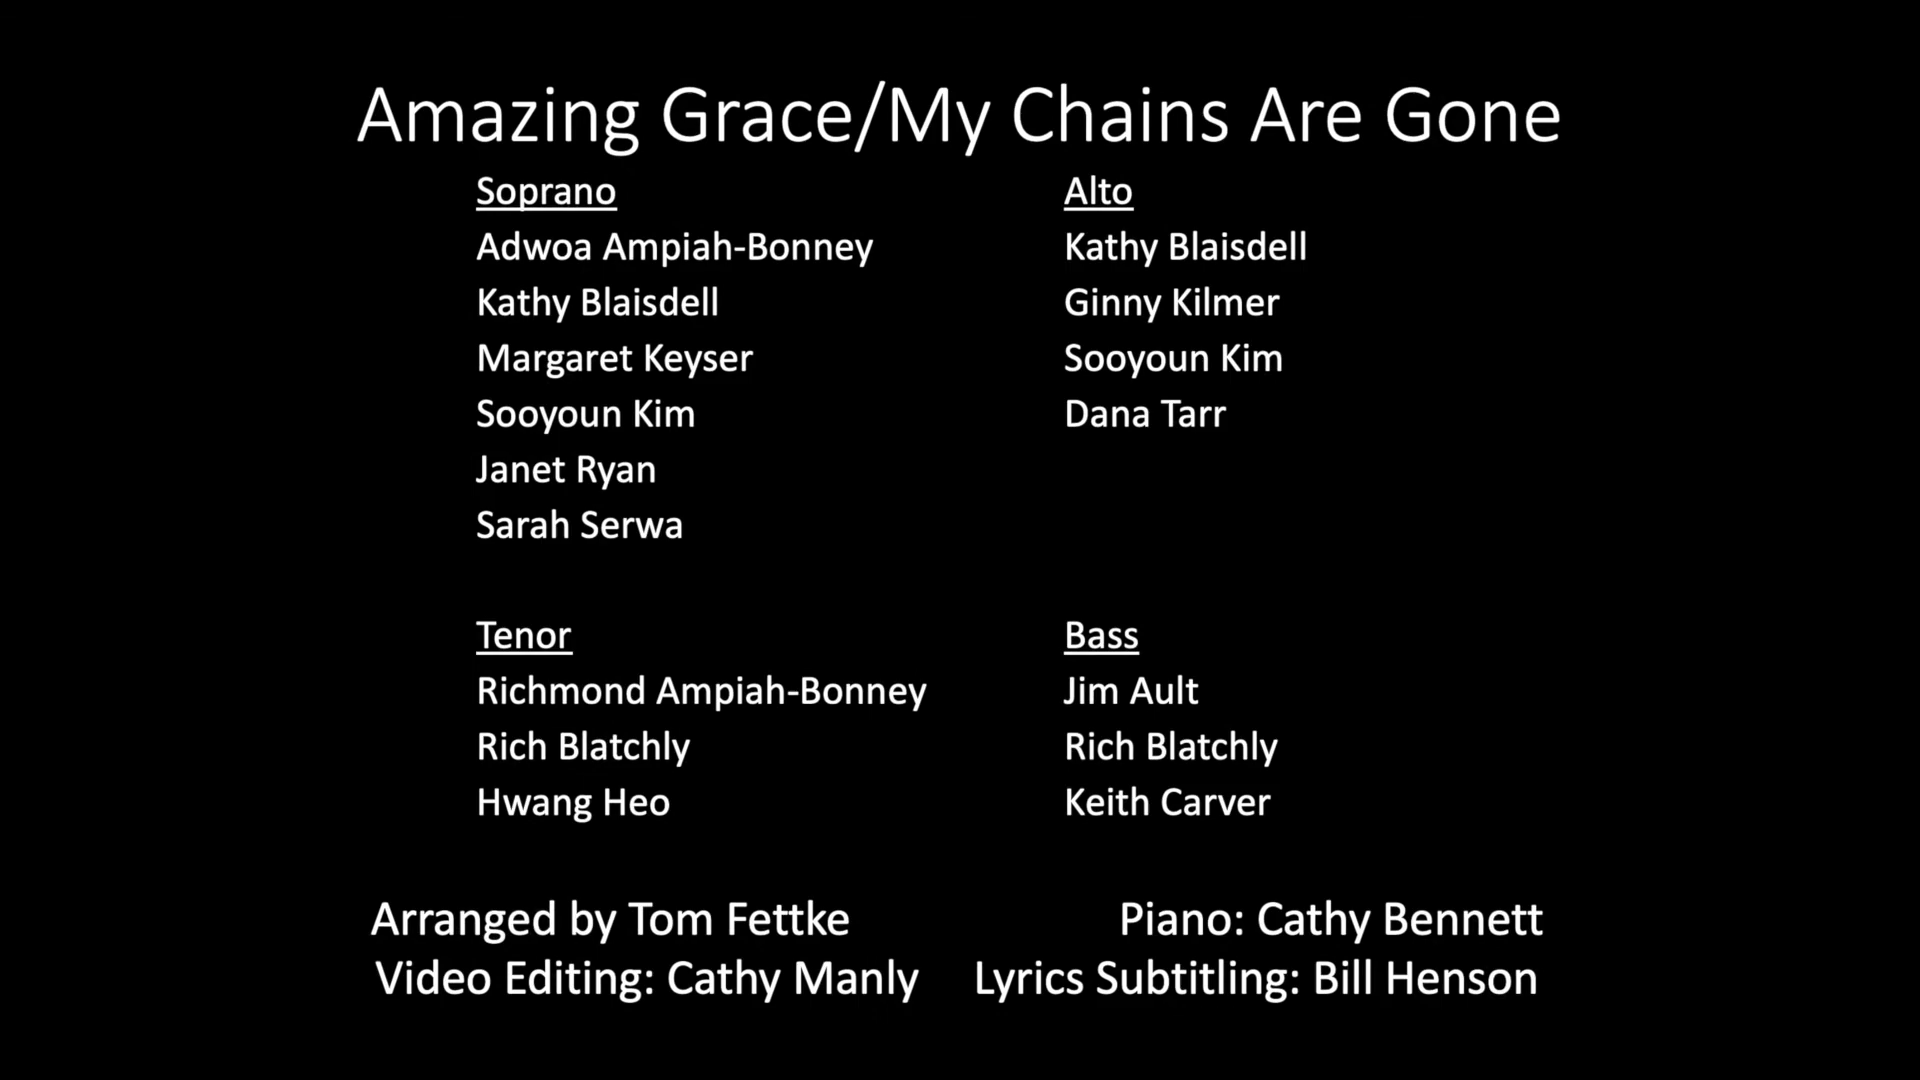 Amazing Grace/My Chains Are Gone
Soprano
Adwoa Ampiah-Bonney
Kathy Blaisdell
Margaret Keyser
Sooyoun Kim
Janet Ryan
Sarah Serwa
Alto
Kathy Blaisdell
Ginny Kilmer
Sooyoun Kim
Dana Tarr
Tenor
Richmond Ampiah-Bonney
Rich Blatchly
Hwang Heo
Bass
Jim Ault
Rich Blatchly
Keith Carver
Arranged by Tom Fettke Piano: Cathy Bennett
Video Editing: Cathy Manly Lyrics Subtitling: Bill Henson